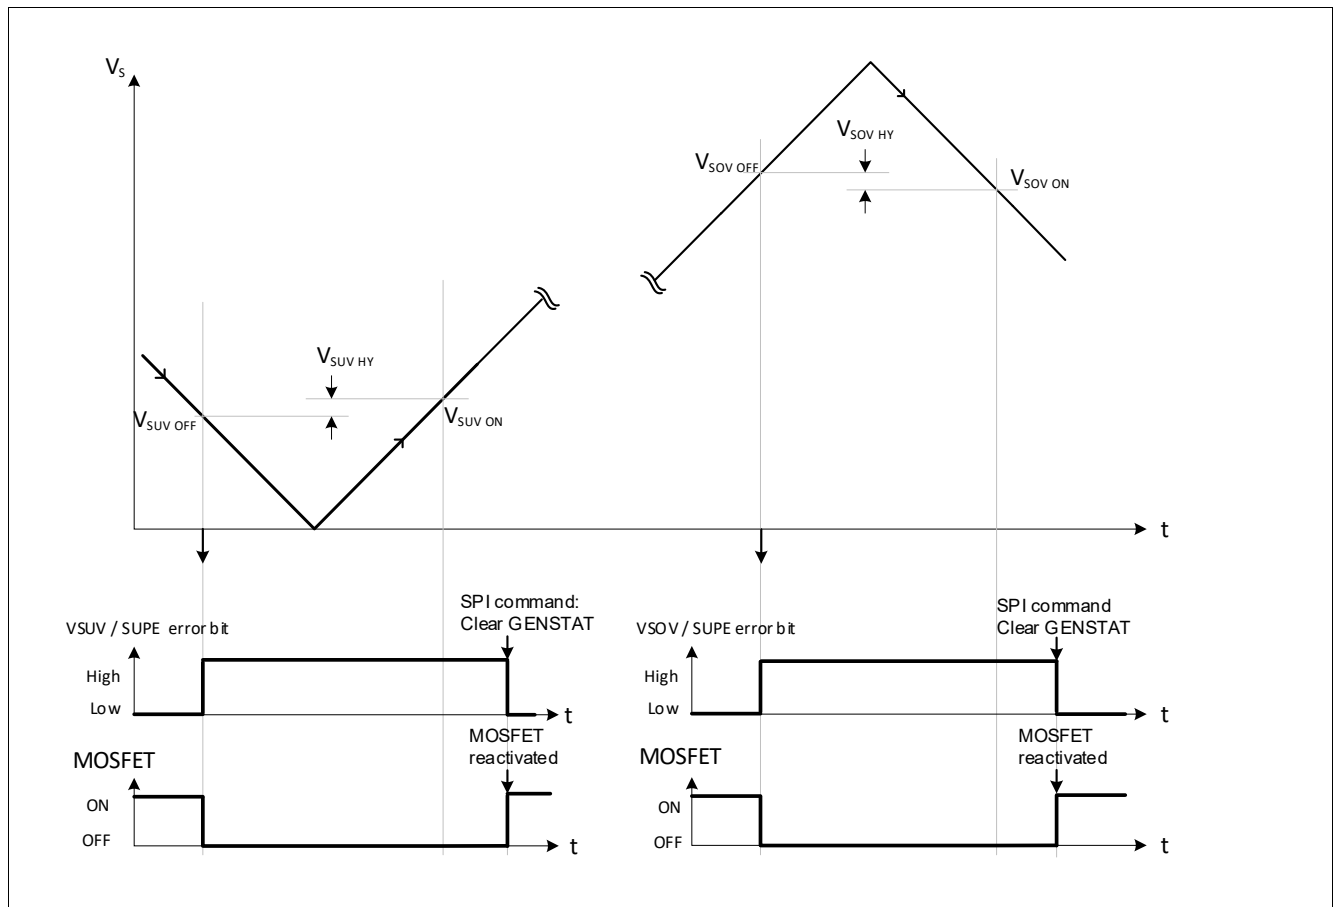 VS
VSOV HY
VSOV OFF
VSOV ON
VSUV HY
VSUV OFF
VSUV ON
t
SPI command:
Clear GENSTAT
VSUV / SUPE error bit
High
Low
t
MOSFET
reactivated
MOSFET
ON
OFF
t
SPI command
Clear GENSTAT
VSOV / SUPE error bit
High
Low
t
MOSFET
reactivated
MOSFET
ON
OFF
t